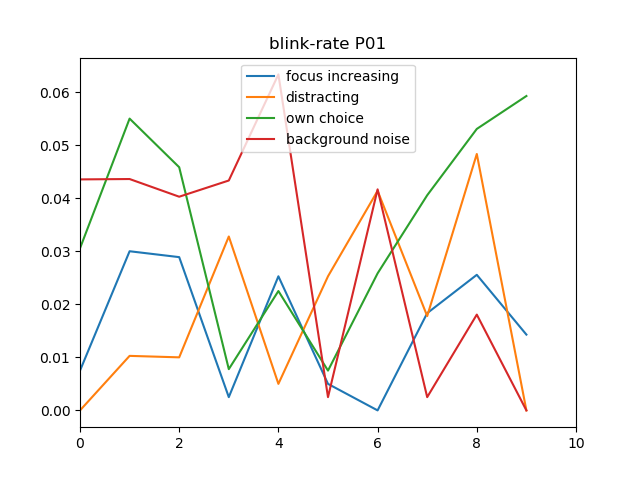 blink-rate P01
focus increasing
distracting
own choice
background noise
0.06
0.05
0.04
0.03
0.02
0.01
0.00
0 2 4 6 8 10